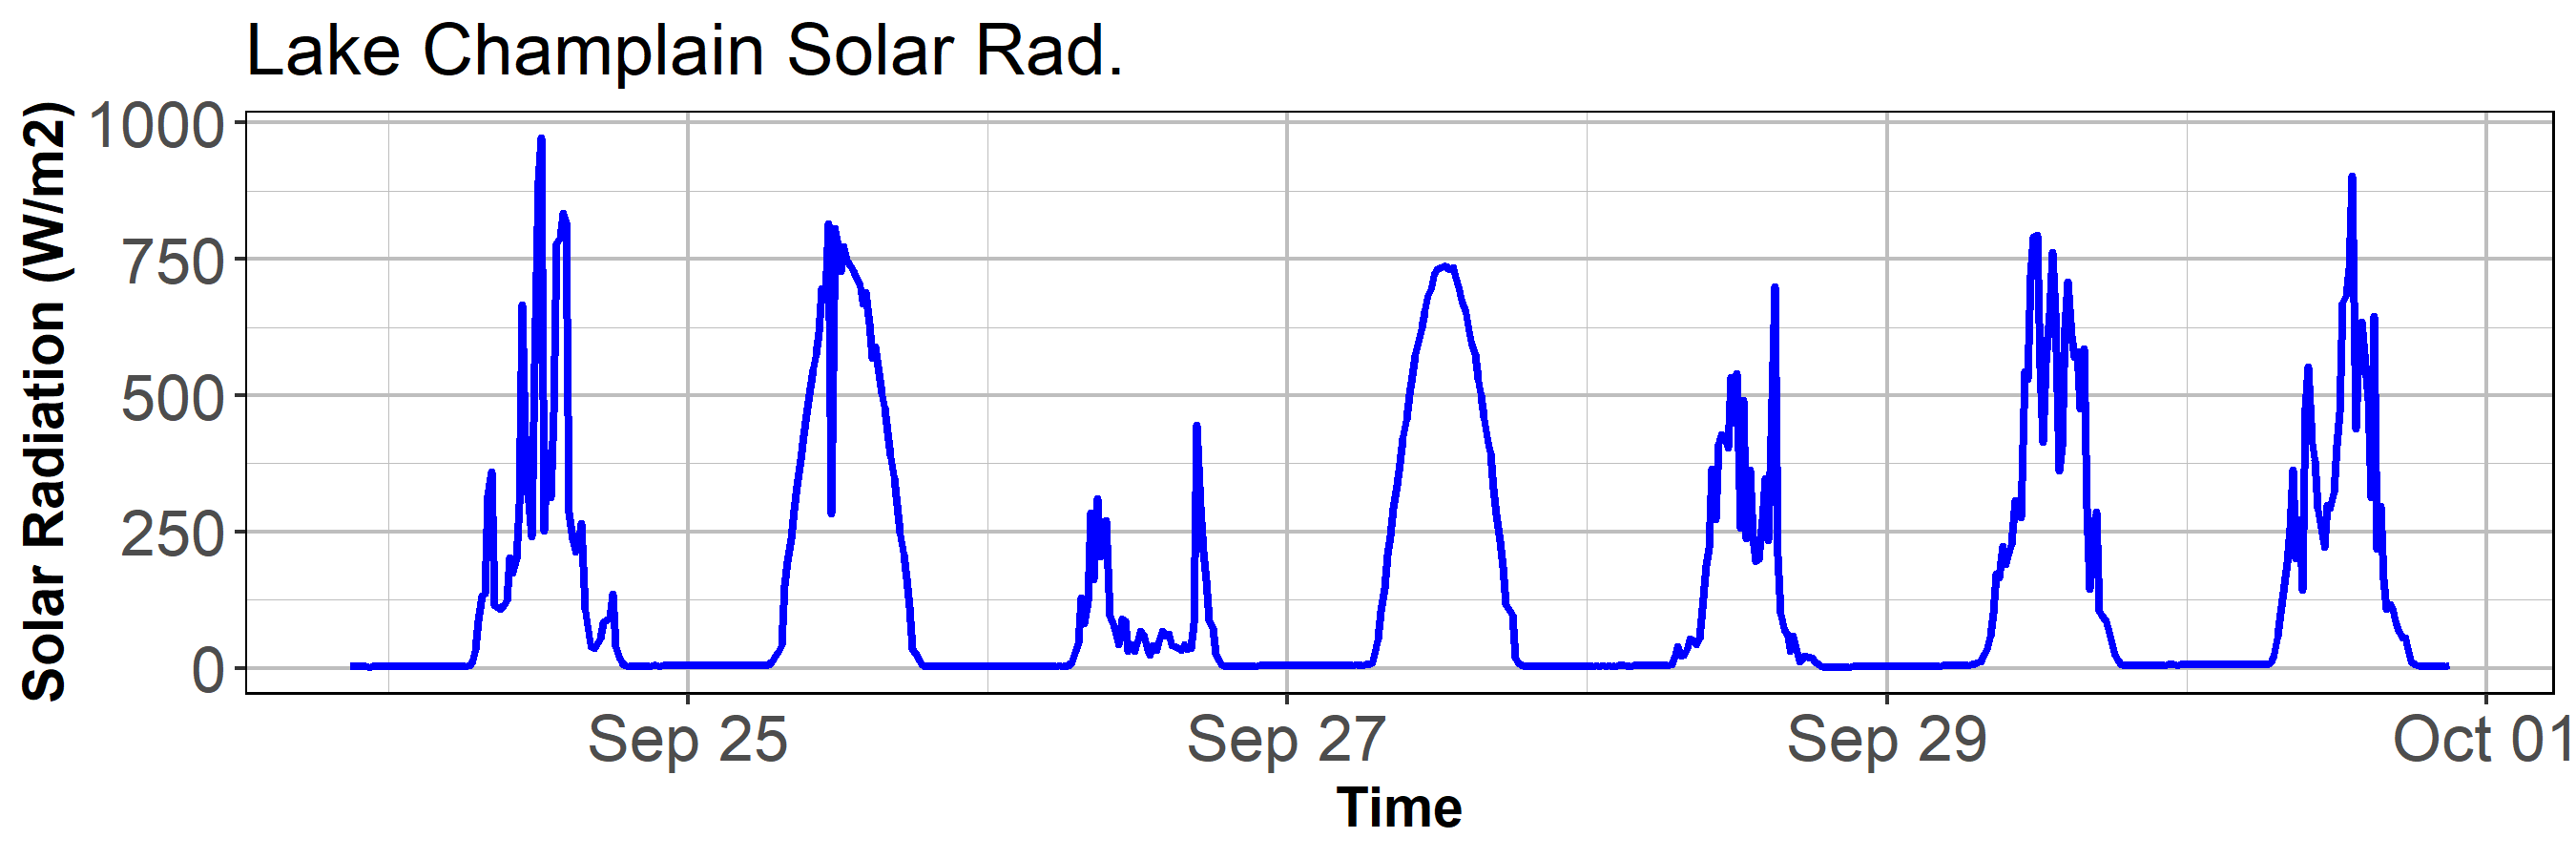 Lake Champlain Solar Rad.
Solar Radiation (W/m2)
1000
750
500
250
0
Sep 25 Sep 27 Sep 29 Oct 01
Time